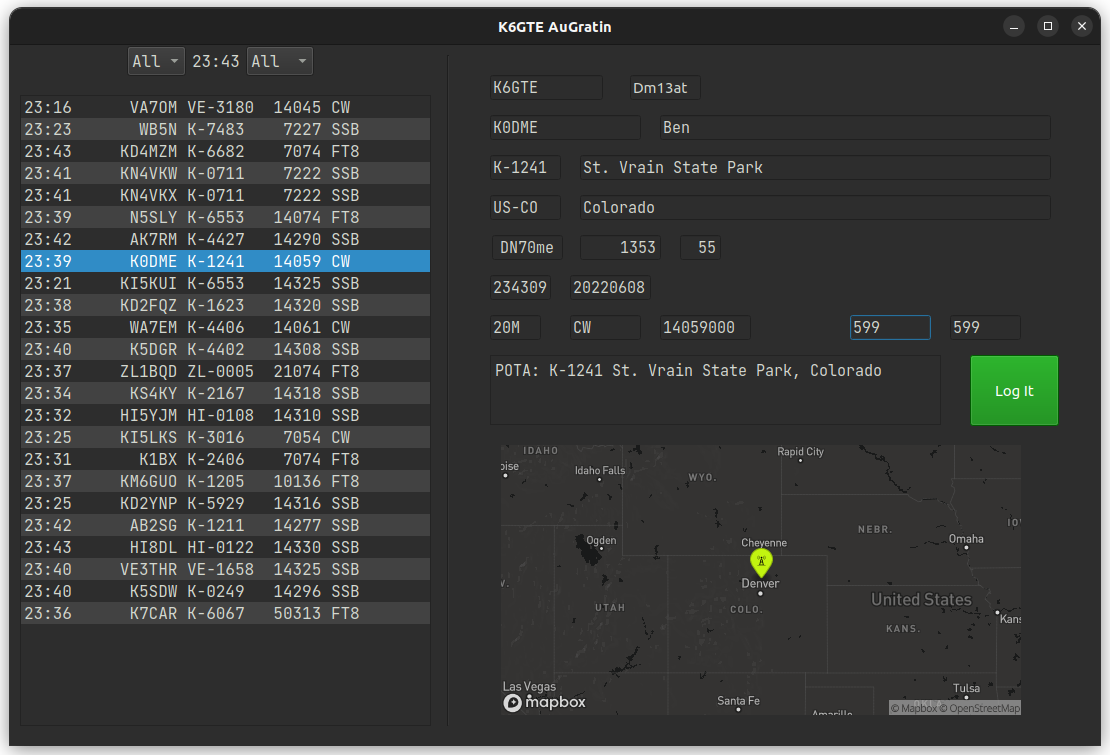 K6GTE AuGratin
All 23:43 All
23:16 VA7OM VE-3180 14045 CW
23:23 WB5N K-7483 7227 SSB
23:43 KD4MZM K-6682 7074 FT8
23:41 KN4VKW K-0711 7222 SSB
23:41 KN4VKX K-0711 7222 SSB
23:39 N5SLY K-6553 14074 FT8
23:42 AK7RM K-4427 14290 SSB
23:39 K0DME K-1241 14059 CW
23:21 KI5KUI K-6553 14325 SSB
23:38 KD2FQZ K-1623 14320 SSB
23:35 WA7EM K-4406 14061 CW
23:40 K5DGR K-4402 14308 SSB
23:37 ZL1BQD ZL-0005 21074 FT8
23:34 KS4KY K-2167 14318 SSB
23:32 HI5YJM HI-0108 14310 SSB
23:25 KI5LKS K-3016 7054 CW
23:31 K1BX K-2406 7074 FT8
23:37 KM6GUO K-1205 10136 FT8
23:25 KD2YNP K-5929 14316 SSB
23:42 AB2SG K-1211 14277 SSB
23:43 HI8DL HI-0122 14330 SSB
23:40 VE3THR VE-1658 14325 SSB
23:40 K5SDW K-0249 14296 SSB
23:36 K7CAR K-6067 50313 FT8
K6GTE Dm13at
K0DME Ben
K-1241 St. Vrain State Park
US-CO Colorado
DN70me 1353 55
234309 20220608
20M CW 14059000 599 599
POTA: K-1241 St. Vrain State Park, Colorado
Log It
IDAHO
Rapid City
oise
Idaho Falls
WYO.
NEBR.
IO
Ogden
Cheyenne
Omaha
Denver
V.
UTAH
COLO.
United States
Kans
KANS.
Las Vegas
Tulsa
mapbox
Santa Fe
Amarillo
© Mapbox © OpenStreetMap